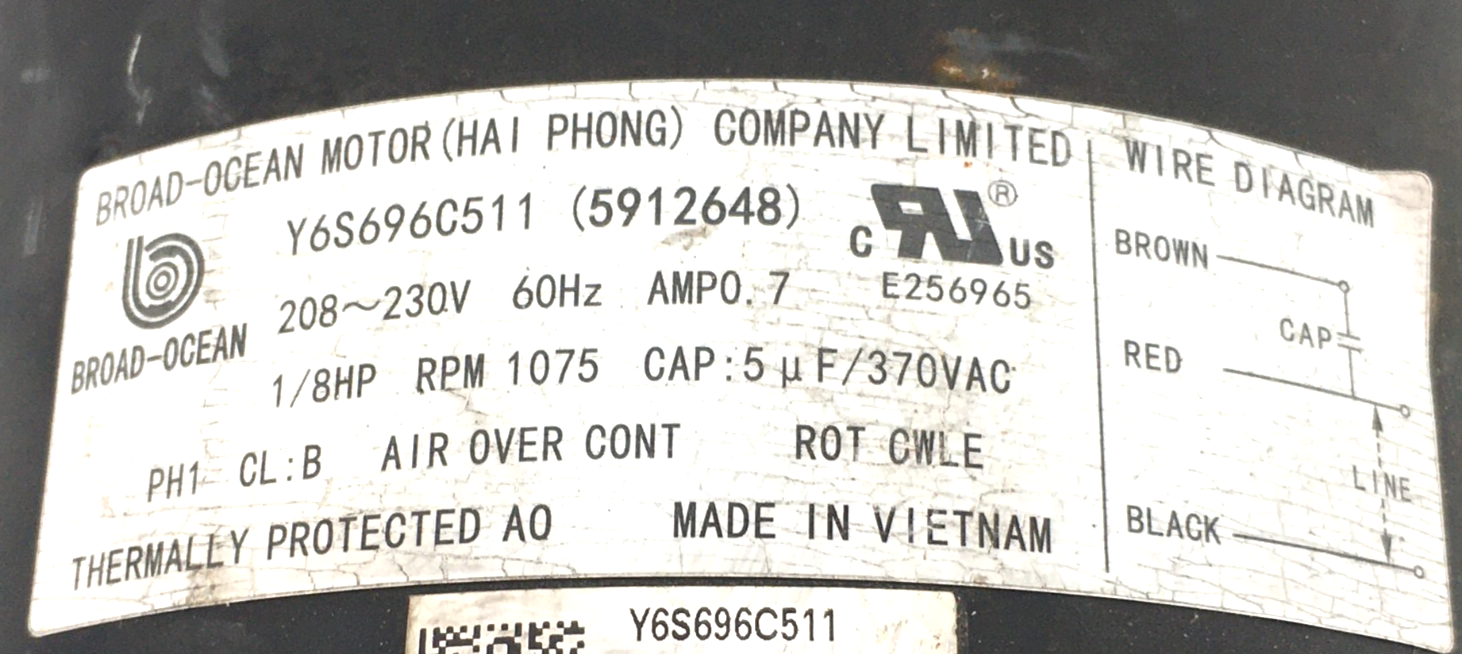 BROAD-OCEAN MOTOR (HAI PHONG) COMPANY LIMITED
Y6S696C511 (5912648)
C RU ® US
E256965
BROAD-OCEAN
208~230V 60Hz AMP0.7
1/8HP RPM 1075 CAP:5μF/370VAC
PH1 CL:B AIR OVER CONT ROT CWLE
THERMALLY PROTECTED AO MADE IN VIETNAM
WIRE DIAGRAM
BROWN
CAP
RED
LINE
BLACK
Y6S696C511